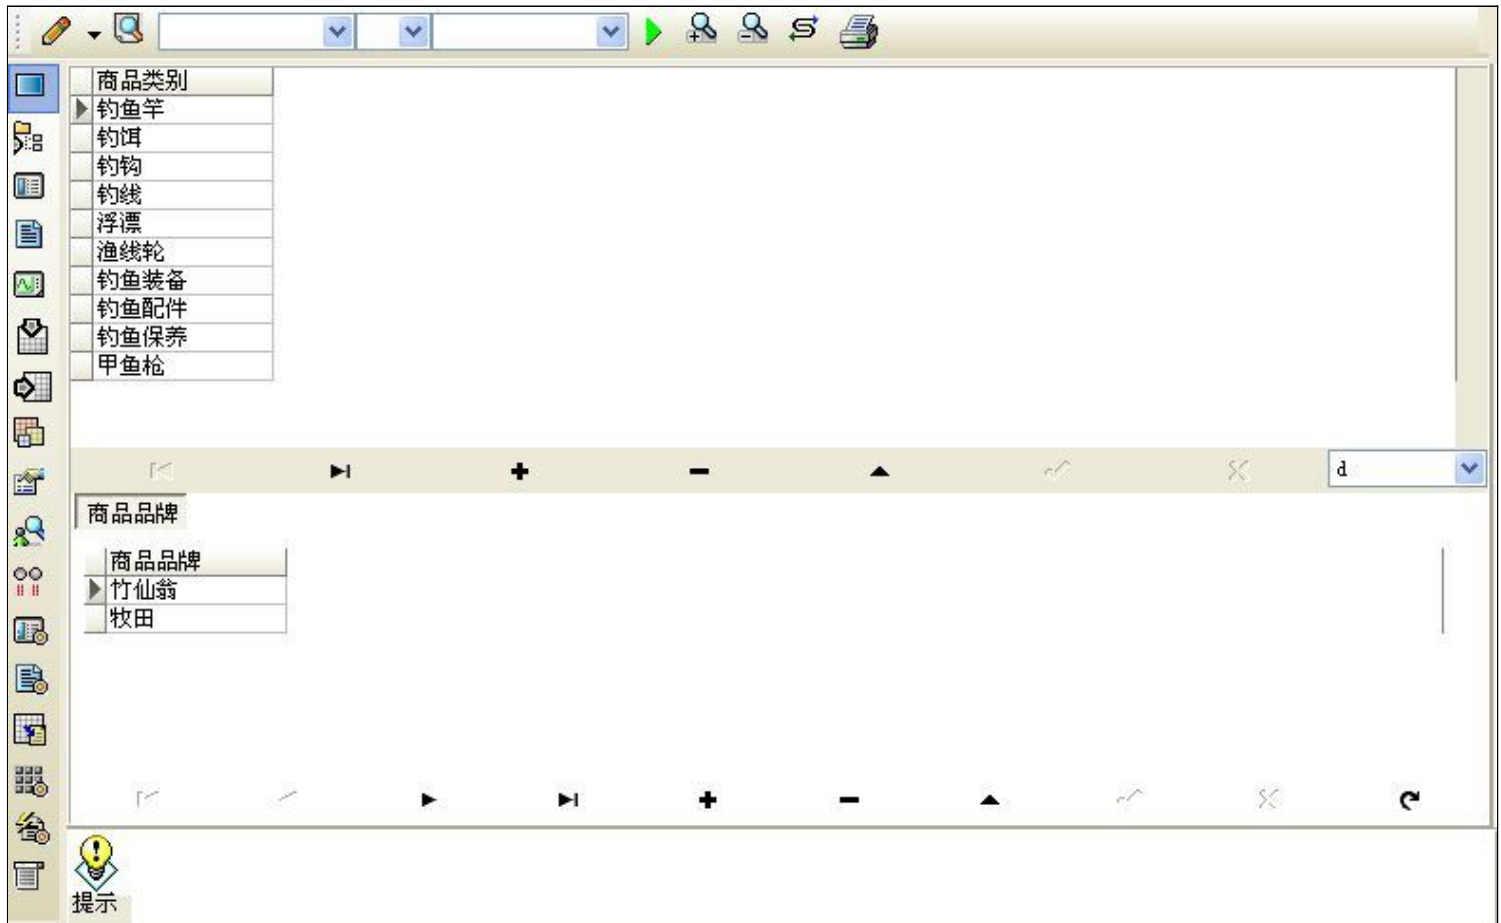 商品类别
钓鱼竿
钓饵
钓钩
钓线
浮漂
渔线轮
钓鱼装备
钓鱼配件
钓鱼保养
甲鱼枪
d
商品品牌
商品品牌
竹仙翁
牧田
提示